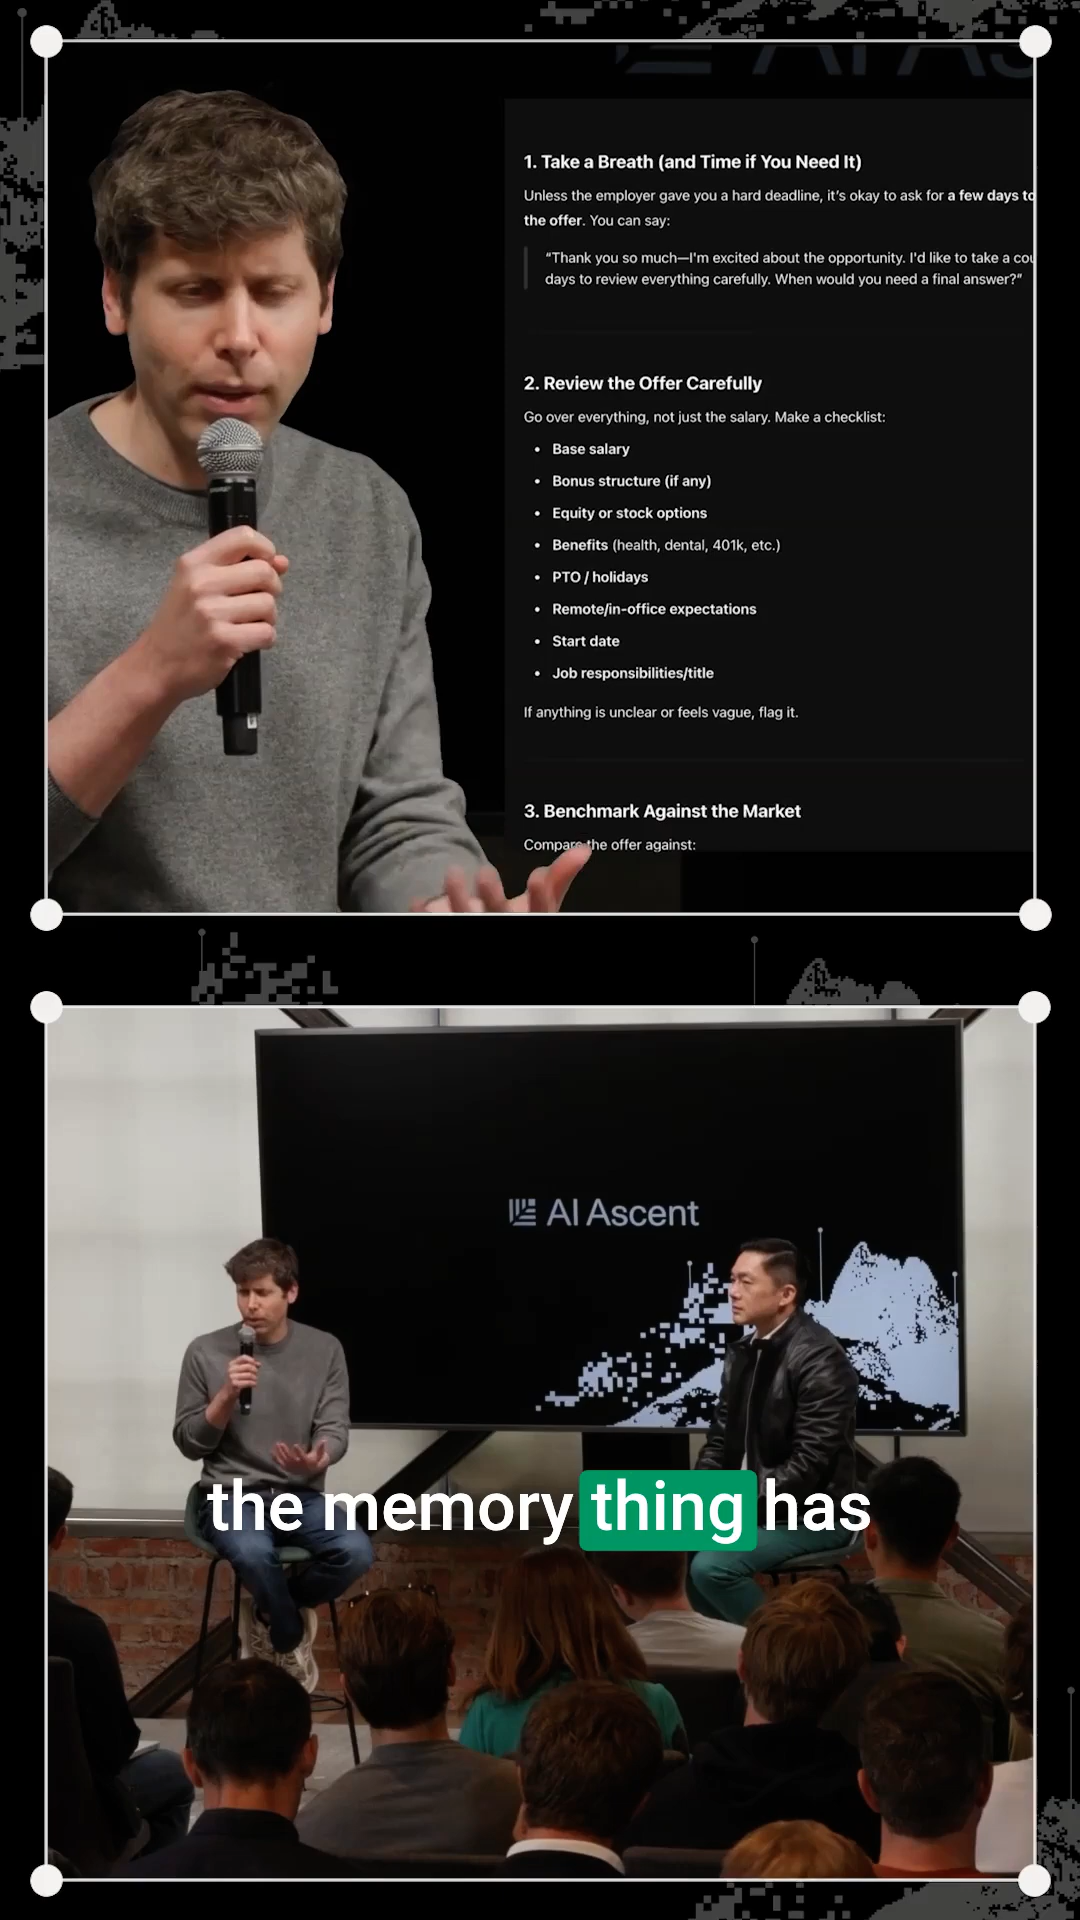 AI As
1. Take a Breath (and Time if You Need It)
Unless the employer gave you a hard deadline, it's okay to ask for a few days to
the offer. You can say:
“Thank you so much—I'm excited about the opportunity. I'd like to take a cou
days to review everything carefully. When would you need a final answer?”
2. Review the Offer Carefully
Go over everything, not just the salary. Make a checklist:
• Base salary
• Bonus structure (if any)
• Equity or stock options
• Benefits (health, dental, 401k, etc.)
• PTO / holidays
• Remote/in-office expectations
• Start date
• Job responsibilities/title
If anything is unclear or feels vague, flag it.
3. Benchmark Against the Market
Compare the offer against:
AI Ascent
the memory thing has